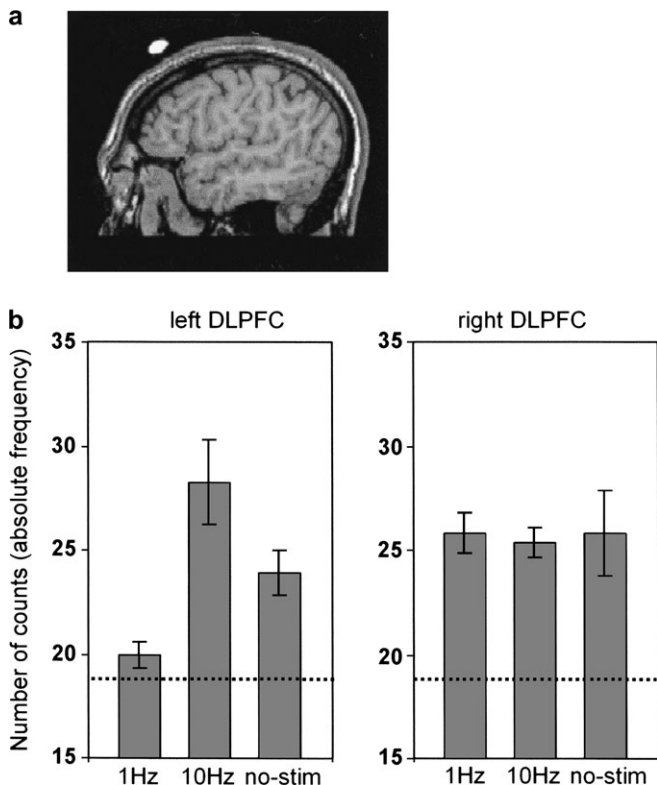 a
b
left DLPFC
right DLPFC
Number of counts (absolute frequency)
35
30
25
20
15
1Hz 10Hz no-stim
35
30
25
20
15
1Hz 10Hz no-stim